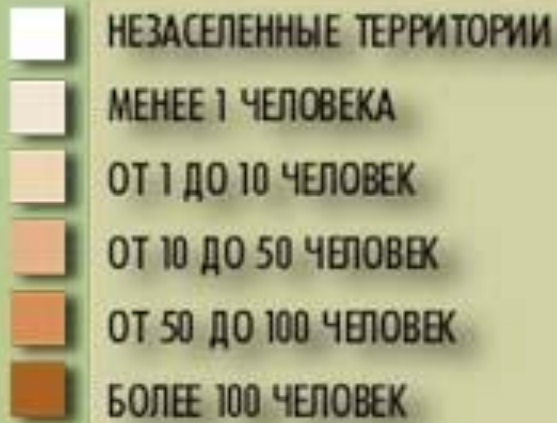 НЕЗАСЕЛЕННЫЕ ТЕРРИТОРИИ
МЕНЕЕ 1 ЧЕЛОВЕКА
ОТ 1 ДО 10 ЧЕЛОВЕК
ОТ 10 ДО 50 ЧЕЛОВЕК
ОТ 50 ДО 100 ЧЕЛОВЕК
БОЛЕЕ 100 ЧЕЛОВЕК